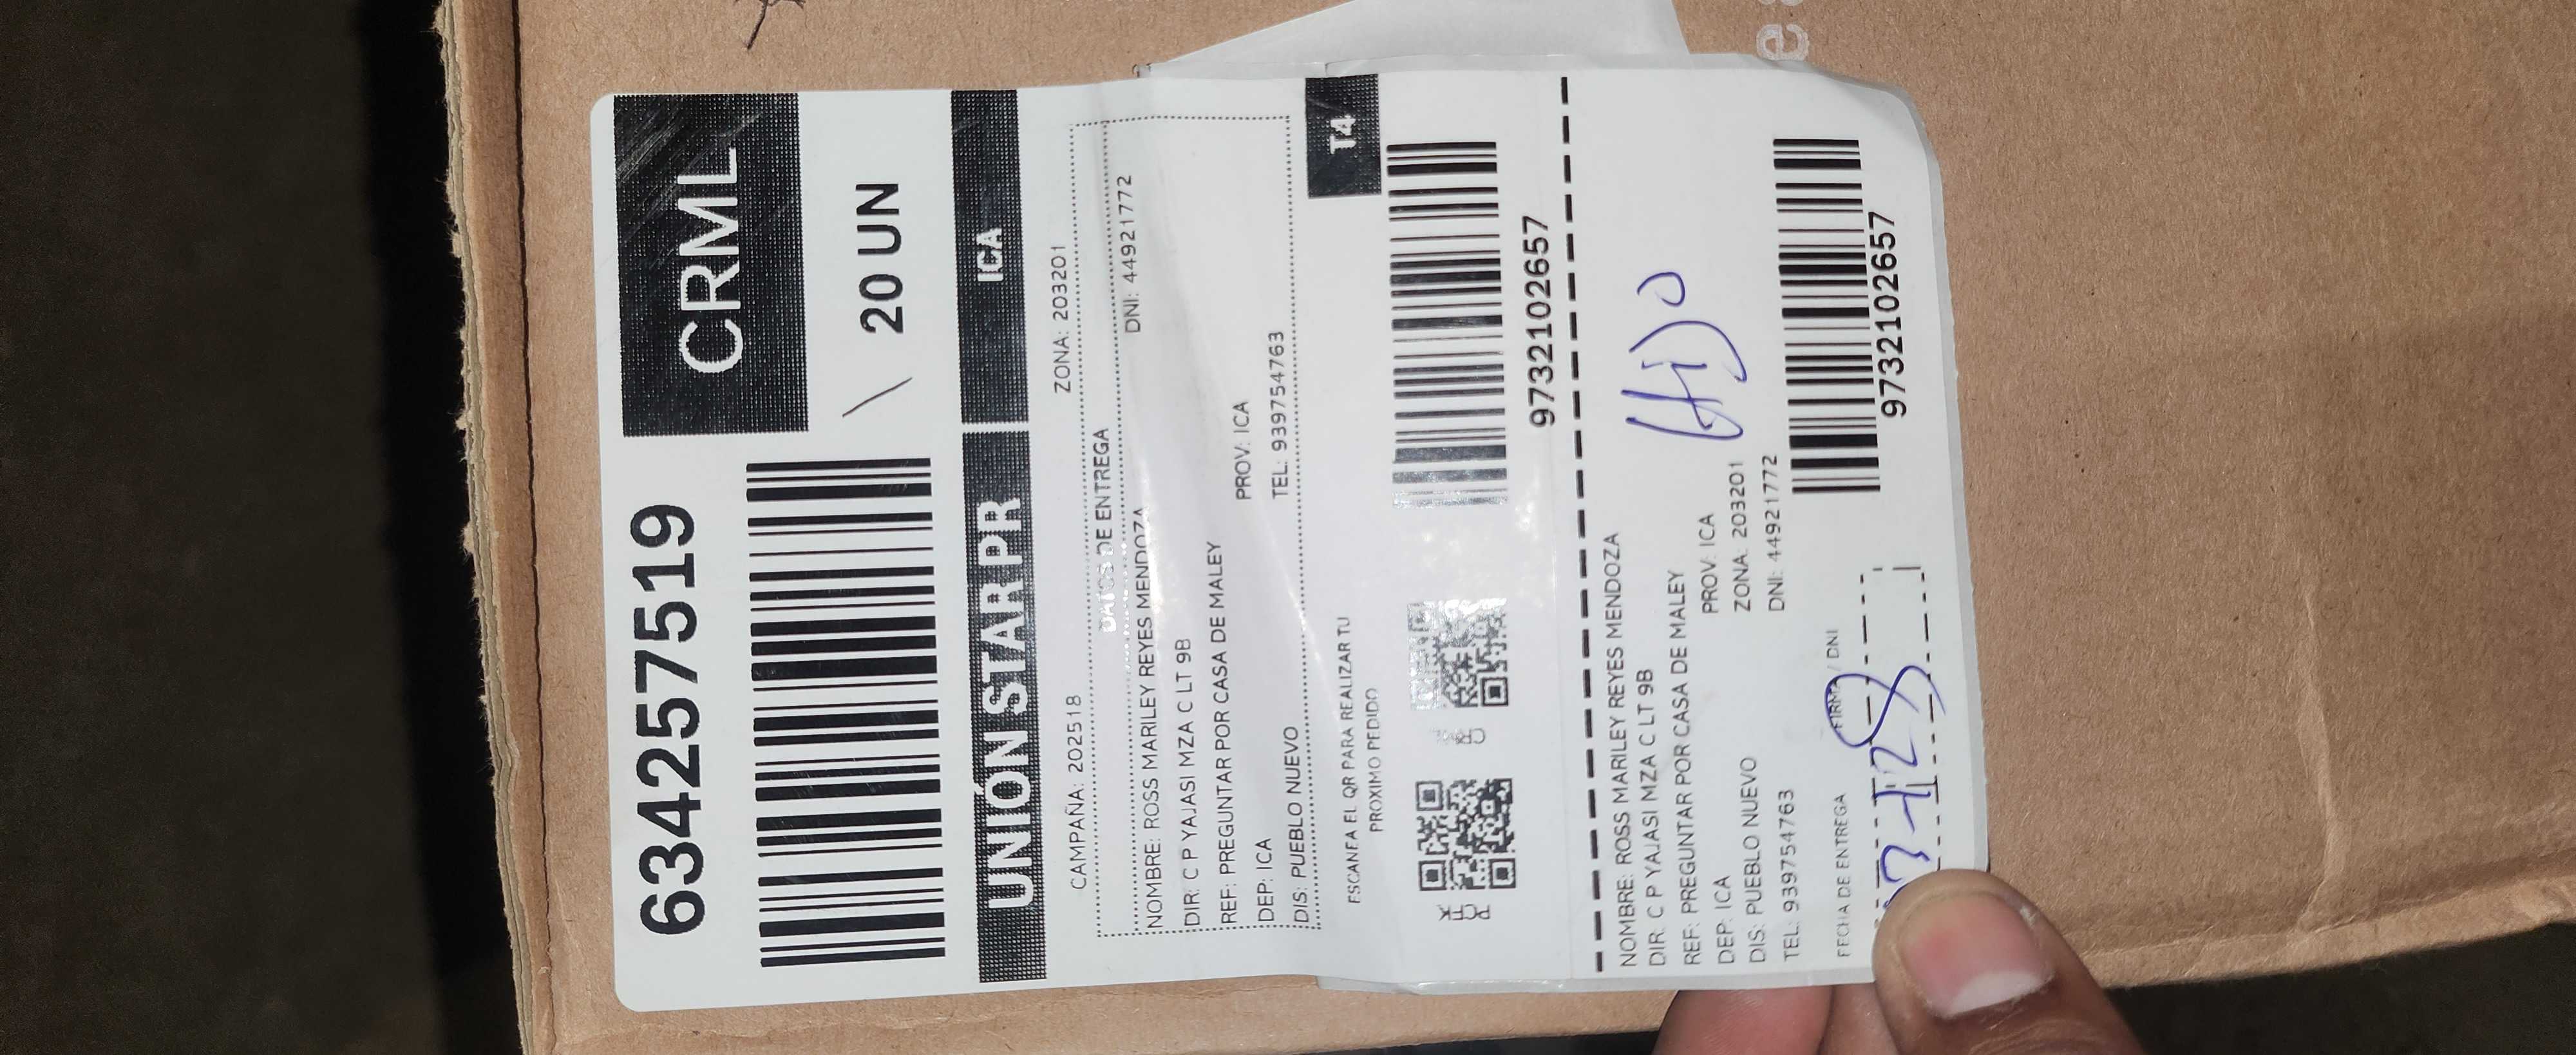 634257519
CRML
20 UN
UNIÓN STAR PR
ICA
CAMPAÑA: 202518
ZONA: 203201
DATOS DE ENTREGA
NOMBRE: ROSS MARILEY REYES MENDOZA
DNI: 44921772
DIR: C P YAJASI MZA C LT 9B
REF: PREGUNTAR POR CASA DE MALEY
DEP: ICA
PROV: ICA
DIS: PUEBLO NUEVO
TEL: 939754763
T4
ESCANEA EL QR PARA REALIZAR TU
PROXIMO PEDIDO
9732102657
NOMBRE: ROSS MARILEY REYES MENDOZA
DIR: C P YAJASI MZA C LT 9B
REF: PREGUNTAR POR CASA DE MALEY
DEP: ICA
PROV: ICA
DIS: PUEBLO NUEVO
ZONA: 203201
TEL: 939754763
DNI: 44921772
HiJo
FECHA DE ENTREGA
FIRMA / DNI
9732102657